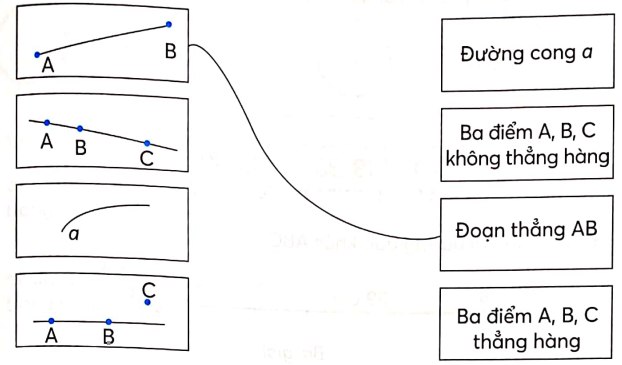 A
B
Đường cong a
A B
C
Ba điểm A, B, C
không thẳng hàng
a
Đoạn thẳng AB
C
A B
Ba điểm A, B, C
thẳng hàng